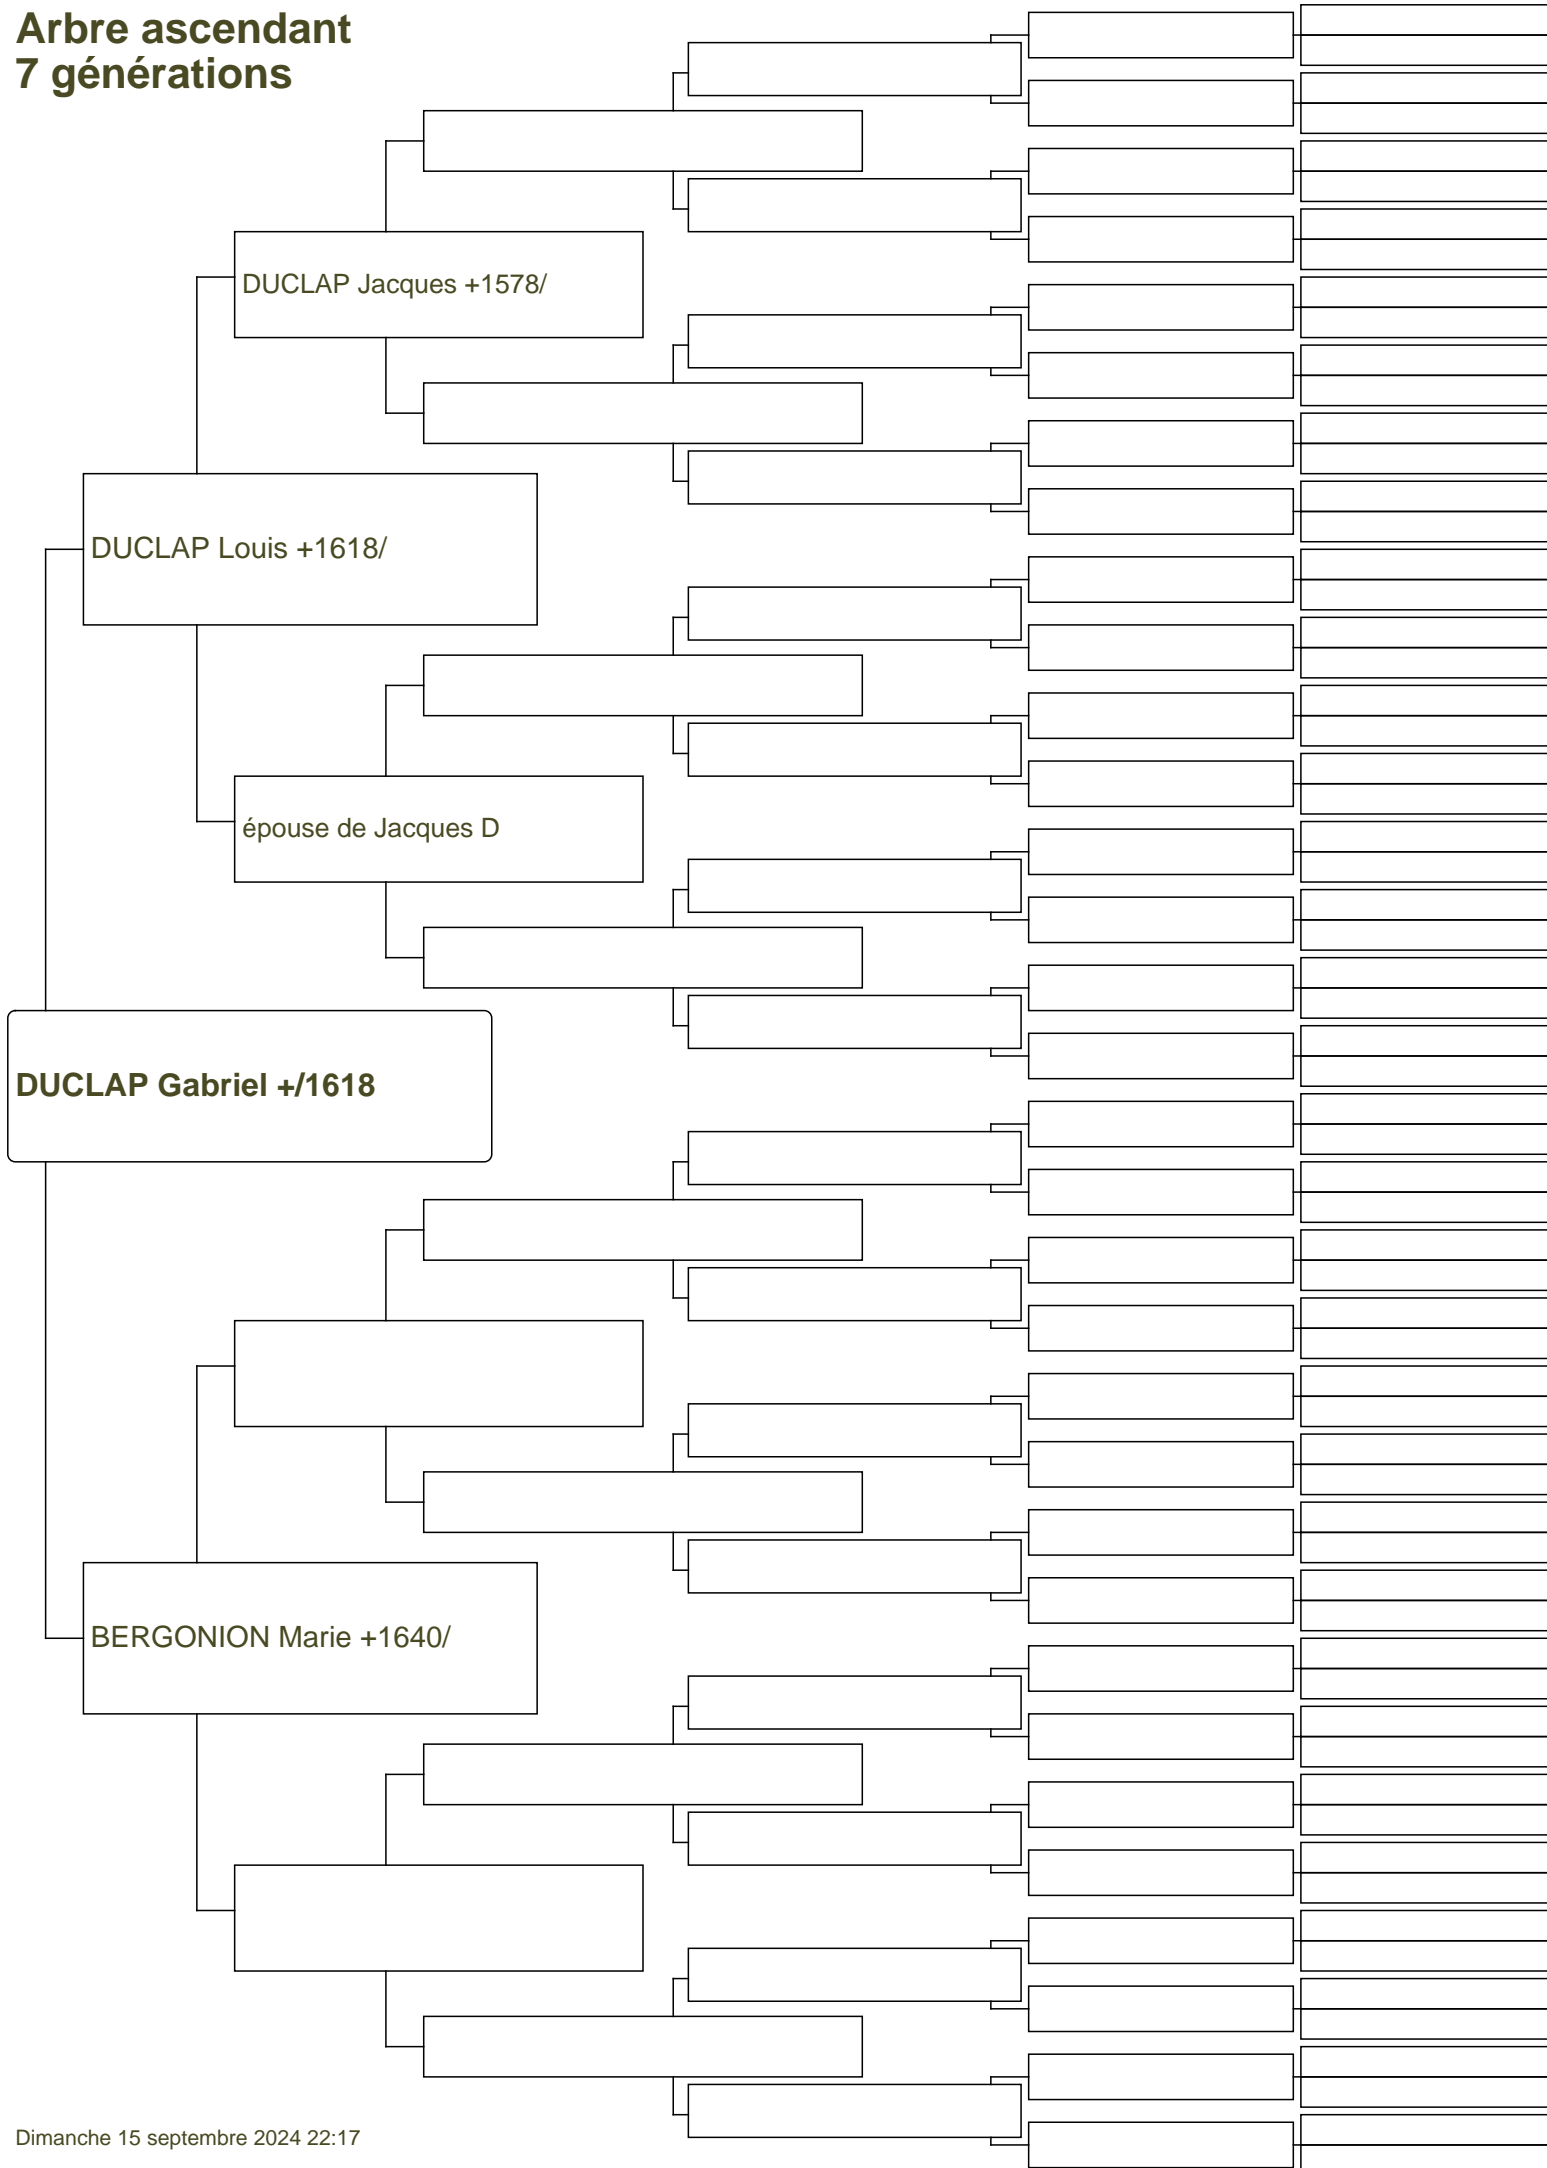 Arbre ascendant
7 générations
DUCLAP Jacques +1578/
DUCLAP Louis +1618/
épouse de Jacques D
DUCLAP Gabriel +/1618
BERGONION Marie +1640/
Dimanche 15 septembre 2024 22:17